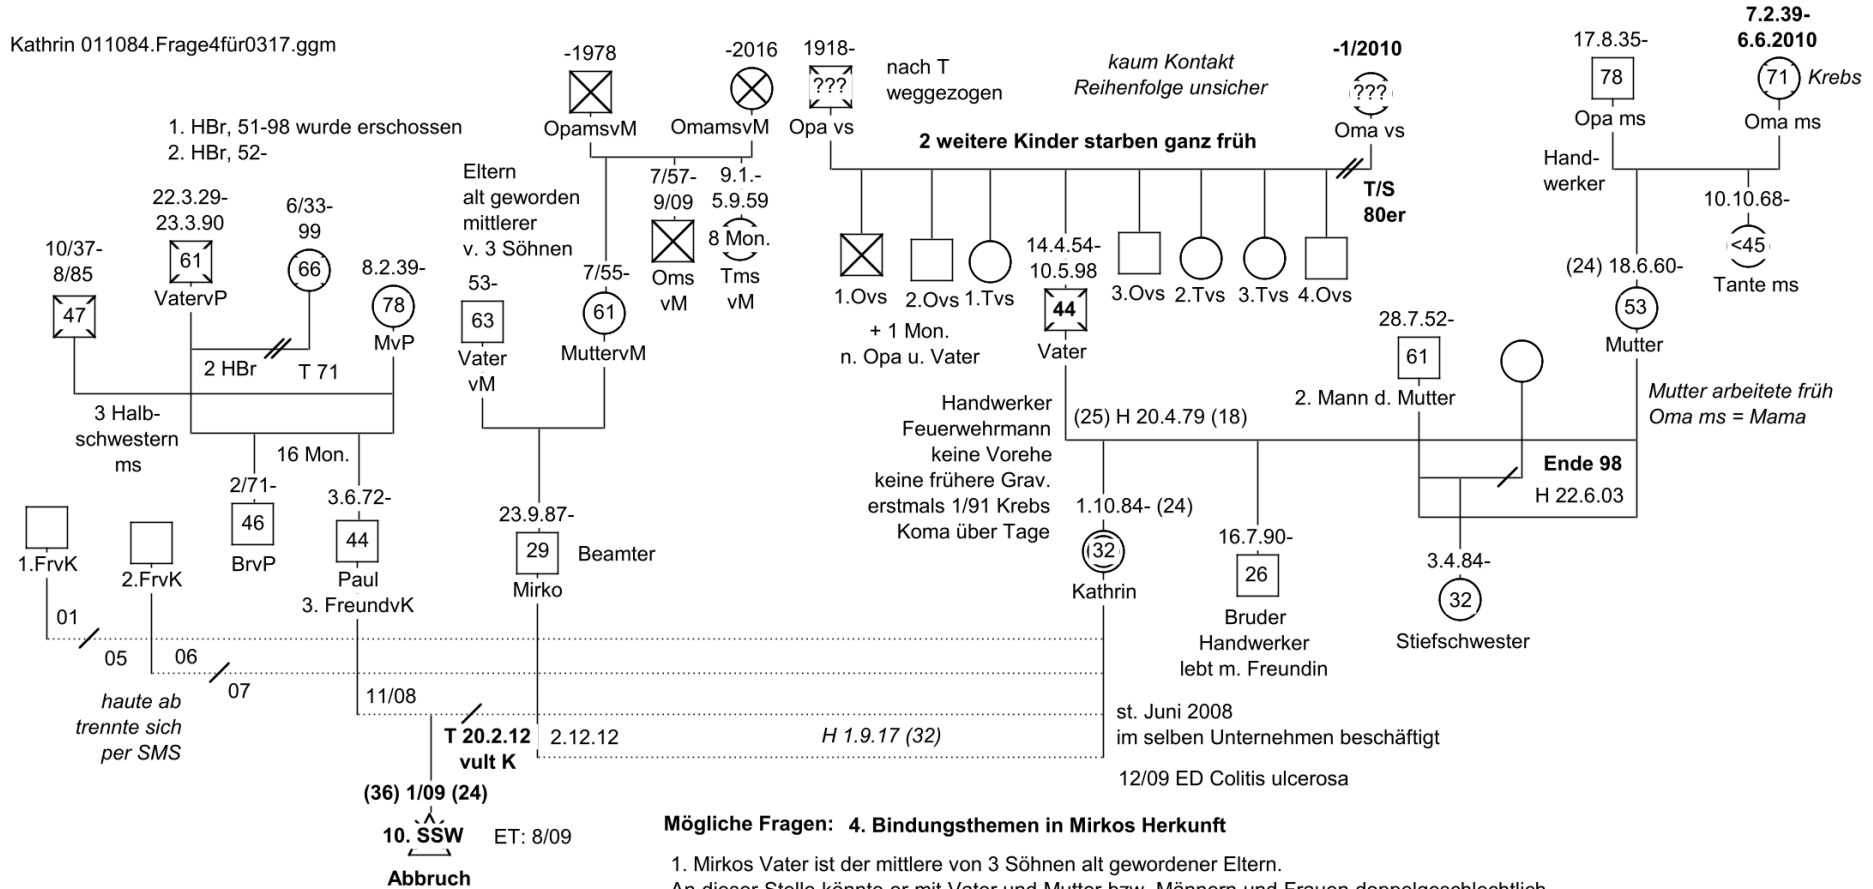 Kathrin 011084.Frage4für0317.ggm
1. HBr, 51-98 wurde erschossen
2. HBr, 52-
10/37-
8/85
47
22.3.29-
23.3.90
61
VatervP
6/33-
99
66
8.2.39-
78
MvP
2 HBr
T 71
3 Halb-
schwestern
ms
16 Mon.
2/71-
46
BrvP
3.6.72-
44
Paul
3. FreundvK
1.FrvK
2.FrvK
01
05
06
07
haute ab
trennte sich
per SMS
11/08
T 20.2.12
vult K
(36) 1/09 (24)
10. SSW
ET: 8/09
Abbruch
-1978
OpamsvM
-2016
OmamsvM
Eltern
alt geworden
mittlerer
v. 3 Söhnen
53-
63
Vater
vM
7/55-
61
MuttervM
7/57-
9/09
Oms
vM
9.1.-
5.9.59
8 Mon.
Tms
vM
23.9.87-
29
Mirko
Beamter
2.12.12
H 1.9.17 (32)
1918-
???
Opa vs
nach T
weggezogen
kaum Kontakt
Reihenfolge unsicher
-1/2010
???
Oma vs
2 weitere Kinder starben ganz früh
T/S
80er
1.Ovs
+ 1 Mon.
n. Opa u. Vater
2.Ovs
1.Tvs
14.4.54-
10.5.98
44
Vater
3.Ovs
2.Tvs
3.Tvs
4.Ovs
Handwerker
Feuerwehrmann
keine Vorehe
keine frühere Grav.
erstmals 1/91 Krebs
Koma über Tage
(25) H 20.4.79 (18)
1.10.84- (24)
32
Kathrin
16.7.90-
26
Bruder
Handwerker
lebt m. Freundin
28.7.52-
61
2. Mann d. Mutter
Ende 98
H 22.6.03
3.4.84-
32
Stiefschwester
17.8.35-
78
Opa ms
Hand-
werker
7.2.39-
6.6.2010
71
Krebs
Oma ms
10.10.68-
<45
Tante ms
(24) 18.6.60-
53
Mutter
Mutter arbeitete früh
Oma ms = Mama
st. Juni 2008
im selben Unternehmen beschäftigt
12/09 ED Colitis ulcerosa
Mögliche Fragen: 4. Bindungsthemen in Mirkos Herkunft
1. Mirkos Vater ist der mittlere von 3 Söhnen alt gewordener Eltern.
An dieser Stelle könnte er mit Vater und Mutter bzw. Männern und Frauen doppelgeschlechtlich